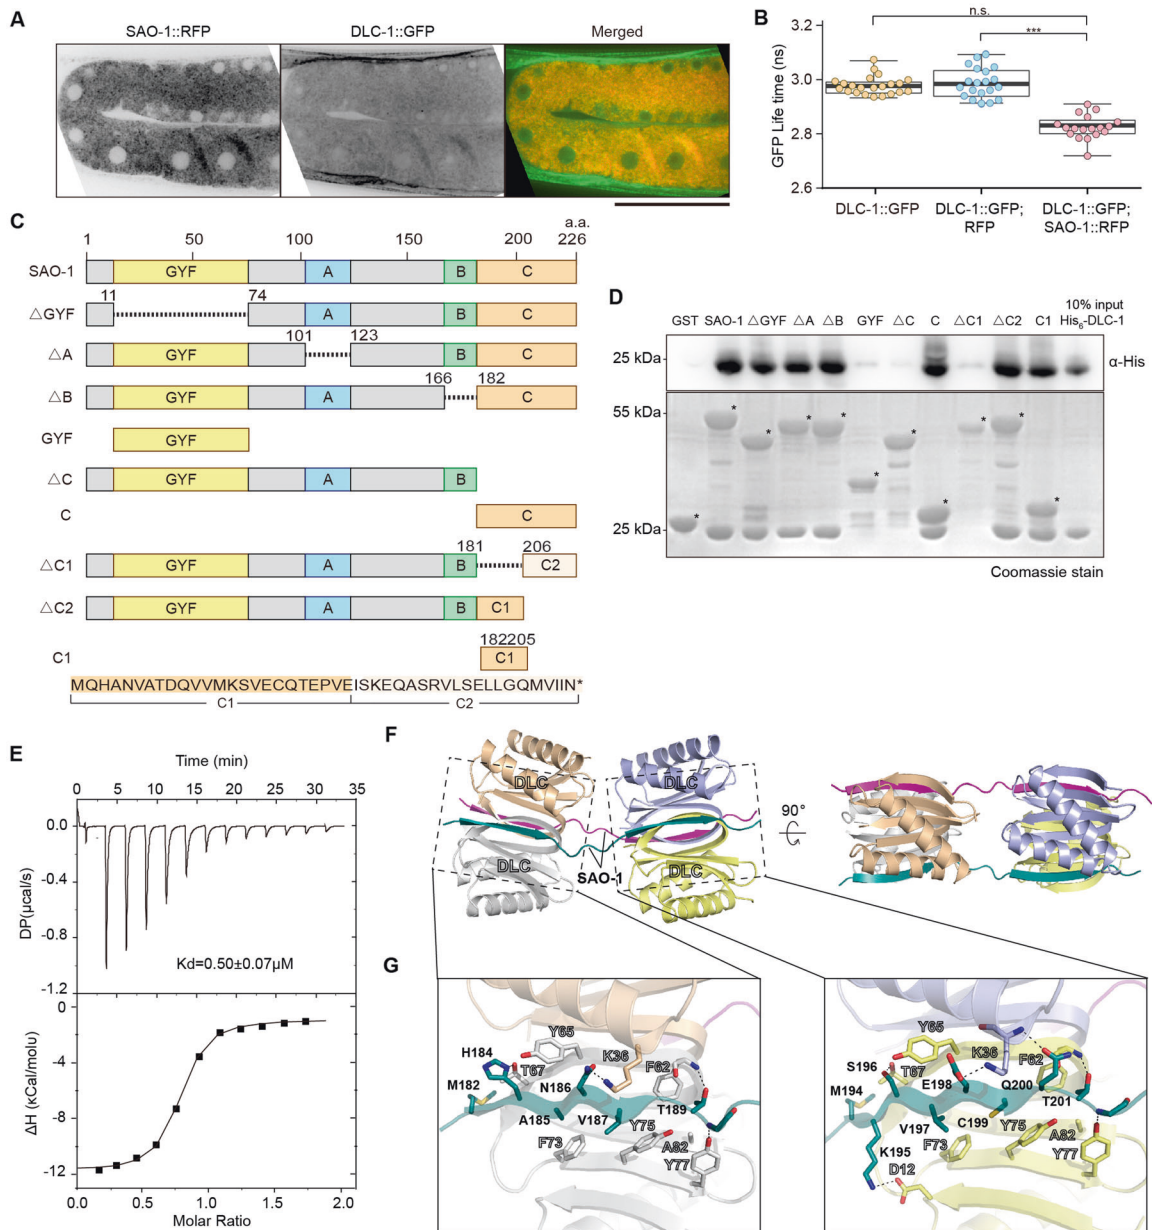 A
SAO-1::RFP
DLC-1::GFP
Merged
B
n.s.
***
GFP Life time (ns)
3.2
3.0
2.8
2.6
DLC-1::GFP
DLC-1::GFP; RFP
DLC-1::GFP; SAO-1::RFP
C
a.a.
1 50 100 150 200 226
SAO-1 GYF A B C
△GYF 11 74 A B C
△A 101 123 GYF B C
△B 166 182 GYF A C
GYF GYF
△C GYF A B
C C
△C1 181 206 GYF A B C2
△C2 GYF A B C1
182205
C1 C1
MQHANVATDQVVMKSVECQTEPVEISKEQASRVLSELLGQMVIIN*
C1 C2
D
10% input
GST SAO-1 △GYF △A △B GYF △C C △C1 △C2 C1 His6-DLC-1
25 kDa
α-His
55 kDa
* * * * * * * * * * *
25 kDa
Coomassie stain
E
Time (min)
0 5 10 15 20 25 30 35
0.0
-0.4
-0.8
-1.2
DP(µcal/s)
Kd=0.50±0.07µM
0
-4
-8
-12
ΔH (κCal/molu)
0.0 0.5 1.0 1.5 2.0
Molar Ratio
F
DLC
DLC
DLC
DLC
SAO-1
90°
G
Y65
H184
T67
K36
F62
M182
N186
A185
V187
T189
Y75
F73
A82
Y77
Y65
K36
F62
S196
T67
E198
Q200
M194
T201
V197
C199
Y75
A82
F73
Y77
K195
D12